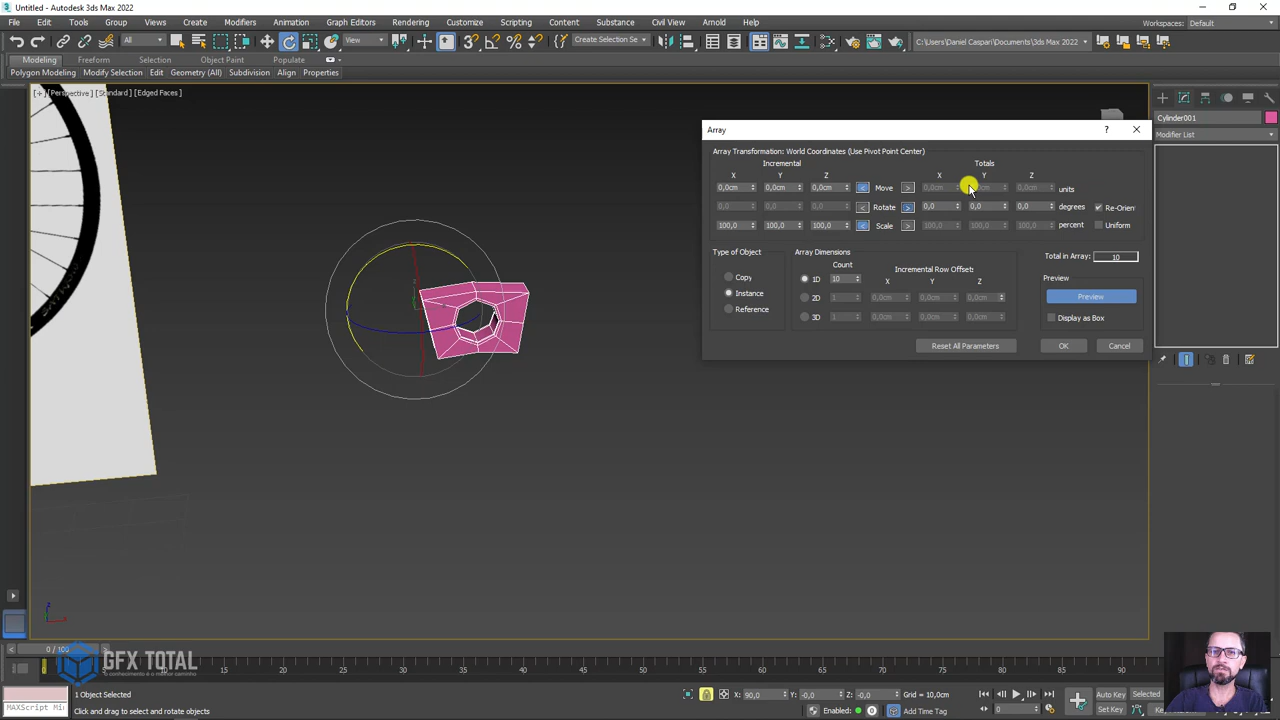 Untitled - Autodesk 3ds Max 2022
File Edit Tools Group Views Create Modifiers Animation Graph Editors Rendering Customize Scripting Content Substance Civil View Arnold Help
Workspaces: Default
All View Create Selection Se C:\Users\Daniel Caspari\Documents\3ds Max 2022
Modeling Freeform Selection Object Paint Populate
Polygon Modeling Modify Selection Edit Geometry (All) Subdivision Align Properties
[+] [Perspective] [Standard] [Edged Faces]
Cylinder001
Modifier List
Array
Array Transformation: World Coordinates (Use Pivot Point Center)
Incremental Totals
X Y Z X Y Z
0,0cm 0,0cm 0,0cm < Move > 0,0cm 0,0cm units
0,0 0,0 0,0 < Rotate > 0,0 0,0 0,0 degrees Re-Orien
100,0 100,0 100,0 < Scale > 100,0 100,0 100,0 percent Uniform
Type of Object Array Dimensions Total in Array: 10
Count Incremental Row Offset:
Copy 1D 10 X Y Z Preview
Instance 2D 1 0,0cm 0,0cm 0,0cm Preview
Reference 3D 1 0,0cm 0,0cm 0,0cm Display as Box
Reset All Parameters OK Cancel
z
0 / 100
GFX TOTAL
o conhecimento é o melhor caminho
0 15 20 25 30 35 40 45 50 55 60 65 70 75 80 85 90
1 Object Selected X: 90,0 Y: -0,0 Z: -0,0 Grid = 10,0cm Auto Key Selected
MAXScript Mi Click and drag to select and rotate objects Enabled: Add Time Tag 0 Set Key